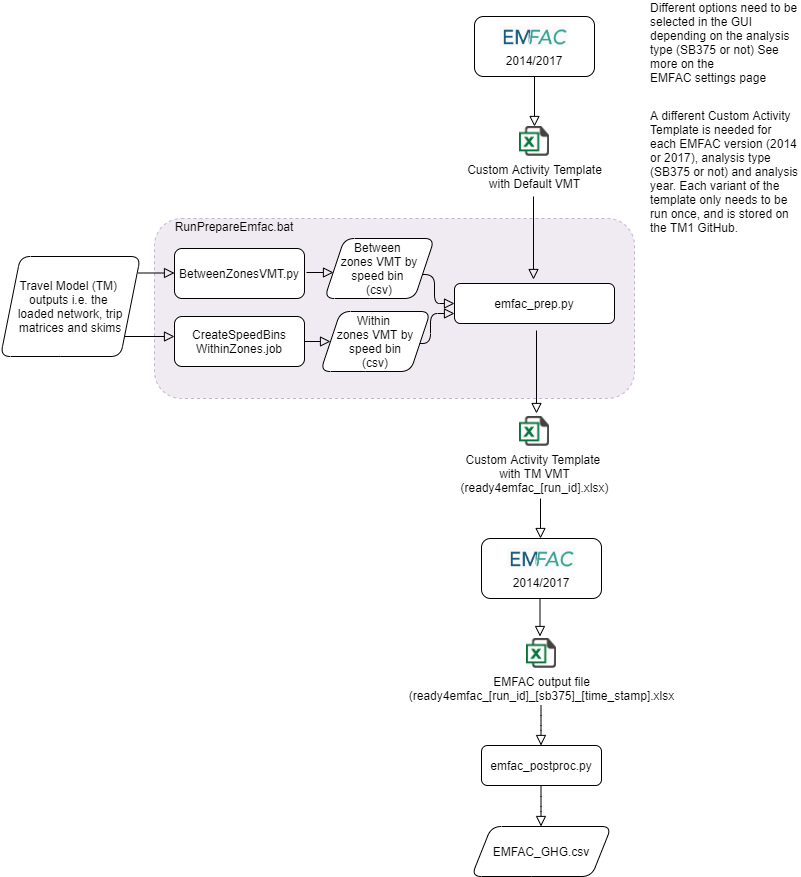 Different options need to be
selected in the GUI
depending on the analysis
type (SB375 or not) See
more on the
EMFAC settings page
EMFAC
2014/2017
A different Custom Activity
Template is needed for
each EMFAC version (2014
or 2017), analysis type
(SB375 or not) and analysis
year. Each variant of the
template only needs to be
run once, and is stored on
the TM1 GitHub.
X
Custom Activity Template
with Default VMT
RunPrepareEmfac.bat
Travel Model (TM)
outputs i.e. the
loaded network, trip
matrices and skims
BetweenZonesVMT.py
Between
zones VMT by
speed bin
(csv)
CreateSpeedBins
WithinZones.job
Within
zones VMT by
speed bin
(csv)
emfac_prep.py
X
Custom Activity Template
with TM VMT
(ready4emfac_[run_id].xlsx)
EMFAC
2014/2017
X
EMFAC output file
(ready4emfac_[run_id]_[sb375]_[time_stamp].xlsx
emfac_postproc.py
EMFAC_GHG.csv